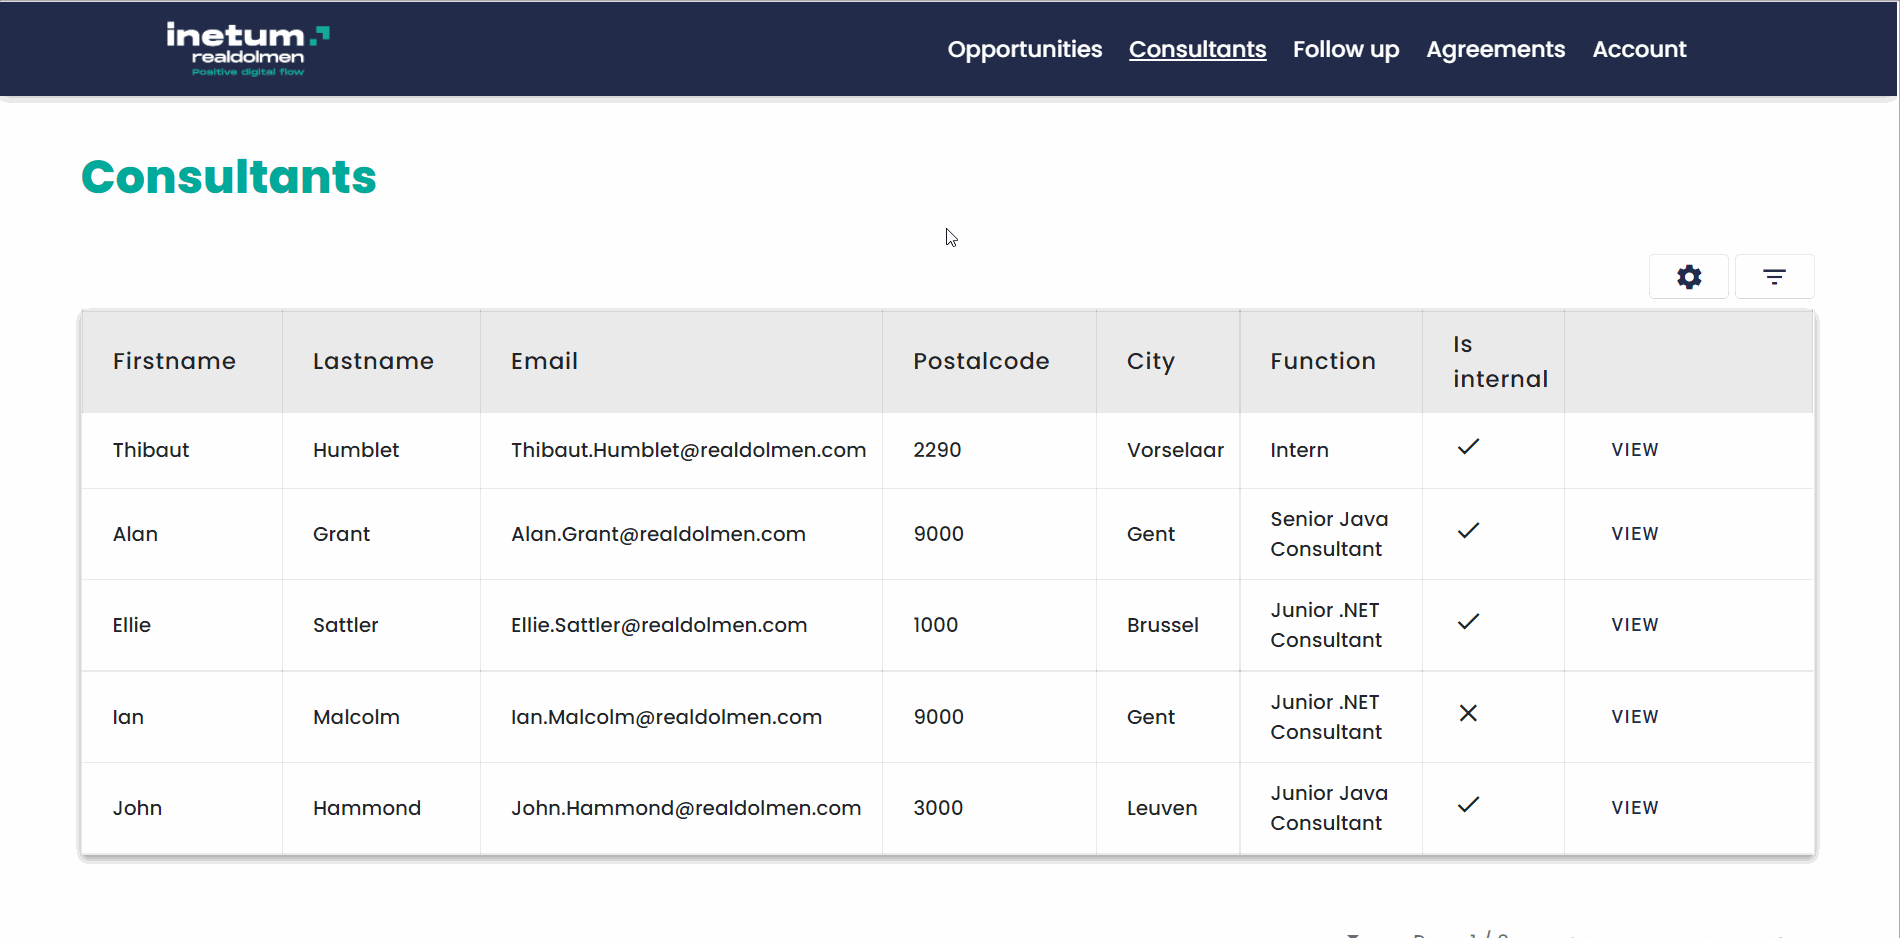 inetum
realdolmen
Positive digital flow
Opportunities Consultants Follow up Agreements Account
Consultants
Firstname Lastname Email Postalcode City Function Is internal
Thibaut Humblet Thibaut.Humblet@realdolmen.com 2290 Vorselaar Intern VIEW
Alan Grant Alan.Grant@realdolmen.com 9000 Gent Senior Java Consultant VIEW
Ellie Sattler Ellie.Sattler@realdolmen.com 1000 Brussel Junior .NET Consultant VIEW
Ian Malcolm Ian.Malcolm@realdolmen.com 9000 Gent Junior .NET Consultant VIEW
John Hammond John.Hammond@realdolmen.com 3000 Leuven Junior Java Consultant VIEW